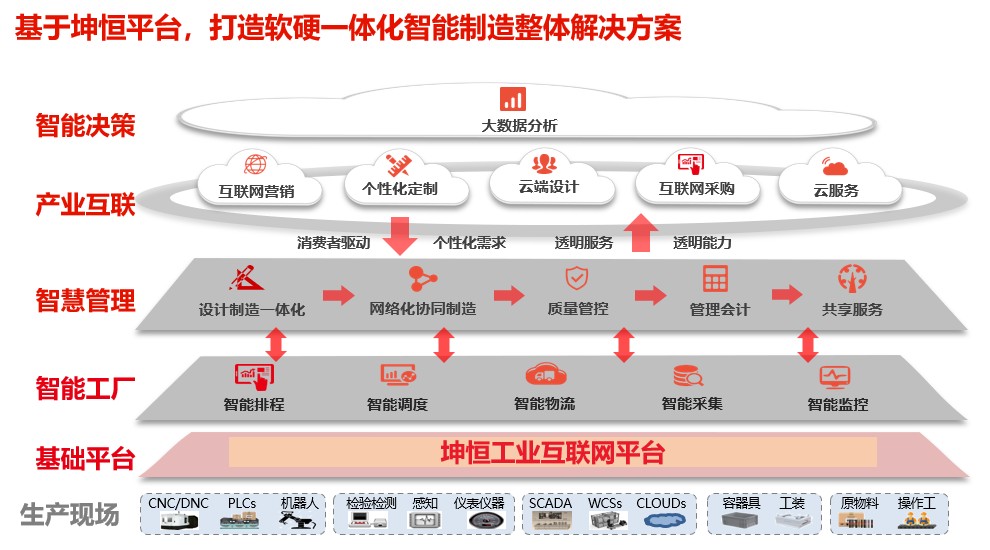 基于坤恒平台，打造软硬一体化智能制造整体解决方案
智能决策
大数据分析
产业互联
互联网营销 个性化定制 云端设计 互联网采购 云服务
消费者驱动 个性化需求 透明服务 透明能力
智慧管理
设计制造一体化 网络化协同制造 质量管控 管理会计 共享服务
智能工厂
智能排程 智能调度 智能物流 智能采集 智能监控
基础平台
坤恒工业互联网平台
生产现场
CNC/DNC PLCs 机器人 检验检测 感知 仪表仪器 SCADA WCSs CLOUDs 容器具 工装 原物料 操作工